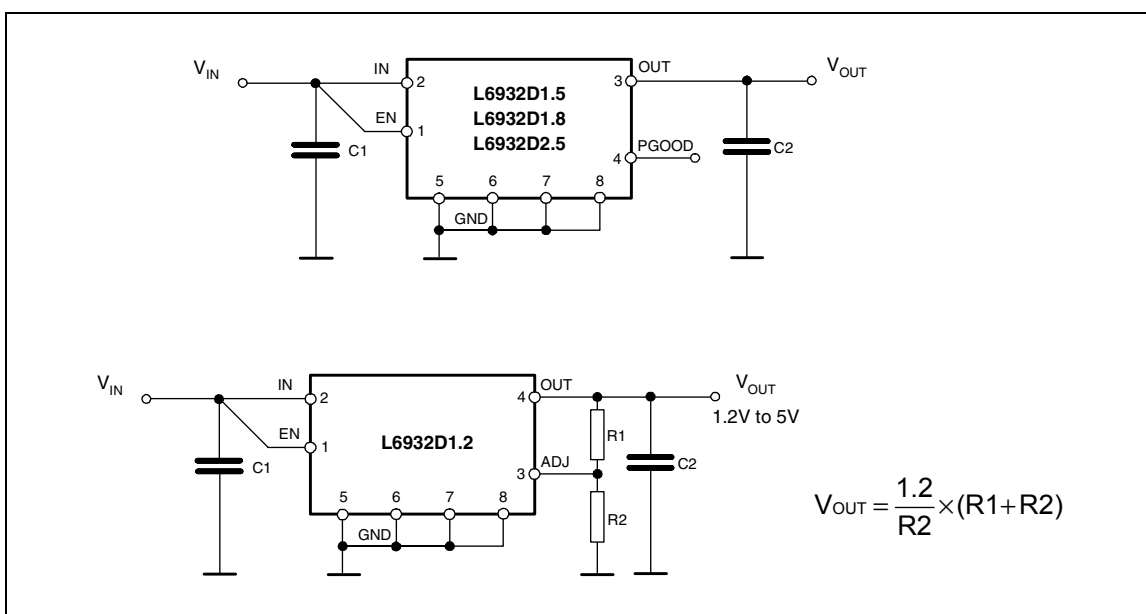 V_IN
IN
2
EN
1
C1
L6932D1.5
L6932D1.8
L6932D2.5
OUT
3
PGOOD
4
V_OUT
C2
5 6 7 8
GND
V_IN
IN
2
EN
1
C1
L6932D1.2
OUT
4
ADJ
3
R1
R2
C2
V_OUT
1.2V to 5V
5 6 7 8
GND
VOUT = 1.2/R2 ×(R1+R2)